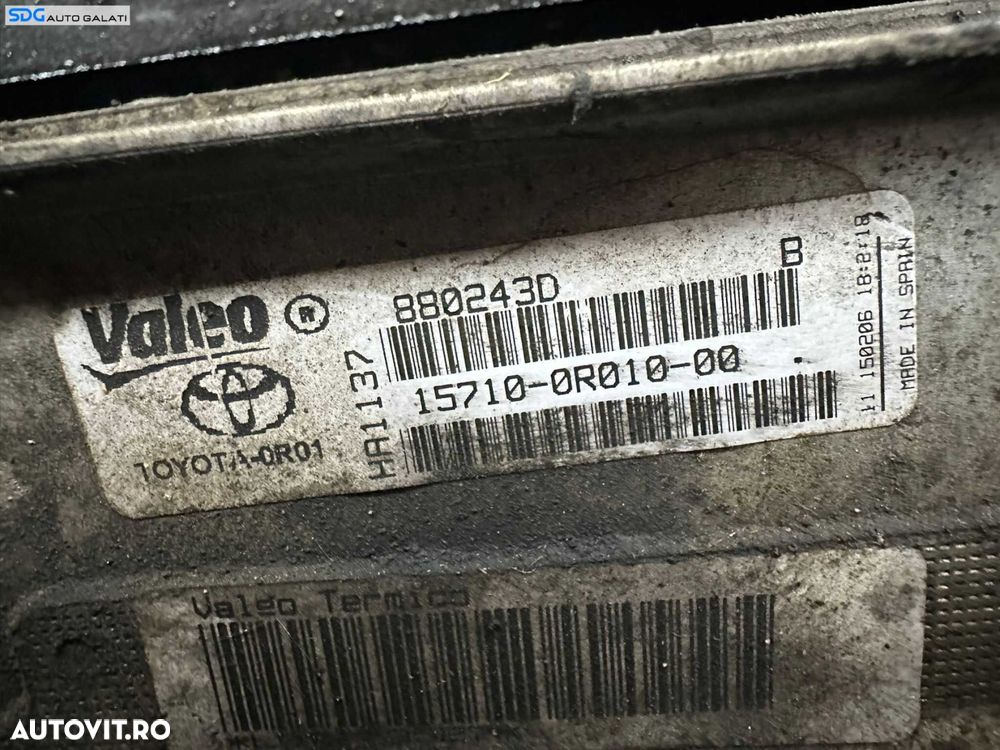 SDG AUTO GALATI
Valeo ®
TOYOTA-0R01
HA1137
880243D
B
15710-0R010-00
11 150206 18:2:18
MADE IN SPAIN
Valeo Termico
AUTOVIT.RO